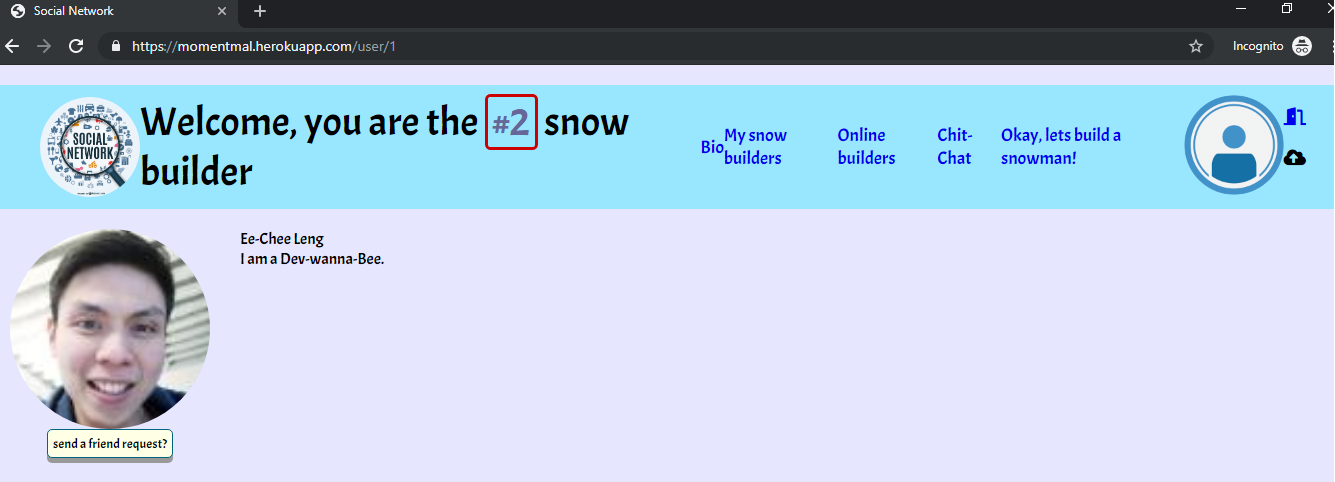 Social Network
https://momentmal.herokuapp.com/user/1
Incognito
SOCIAL
NETWORK
Welcome, you are the #2 snow
builder
Bio
My snow
builders
Online
builders
Chit-
Chat
Okay, lets build a
snowman!
Ee-Chee Leng
I am a Dev-wanna-Bee.
send a friend request?